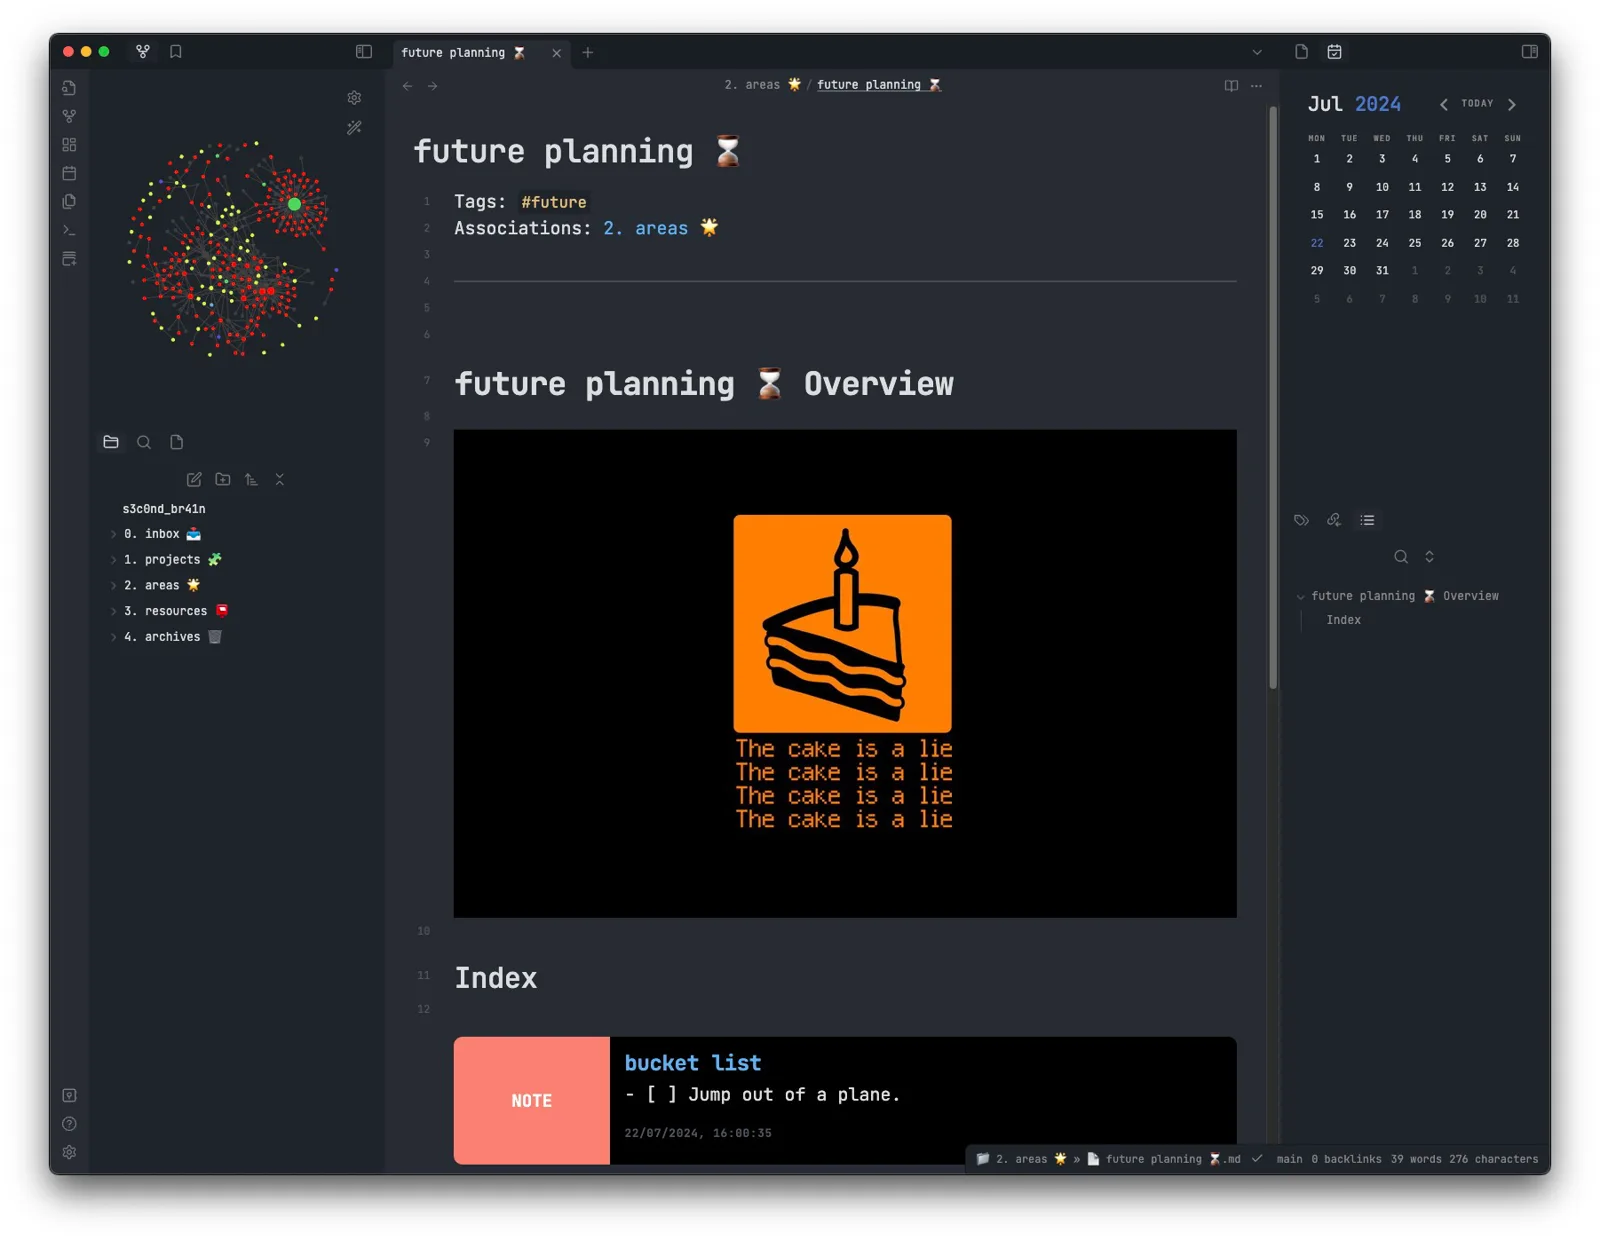 future planning ⏳
2. areas 🌟 / future planning ⏳
future planning ⏳
1
Tags: #future
2
Associations: 2. areas 🌟
3
4
5
6
7
future planning ⏳ Overview
8
9
The cake is a lie
The cake is a lie
The cake is a lie
The cake is a lie
10
11
Index
12
NOTE
bucket list
- [ ] Jump out of a plane.
22/07/2024, 16:00:35
s3c0nd_br41n
0. inbox 📥
1. projects 🧩
2. areas 🌟
3. resources 📮
4. archives 🗑️
Jul 2024
TODAY
MON TUE WED THU FRI SAT SUN
1 2 3 4 5 6 7
8 9 10 11 12 13 14
15 16 17 18 19 20 21
22 23 24 25 26 27 28
29 30 31 1 2 3 4
5 6 7 8 9 10 11
future planning ⏳ Overview
Index
2. areas 🌟 » future planning ⏳.md main 0 backlinks 39 words 276 characters